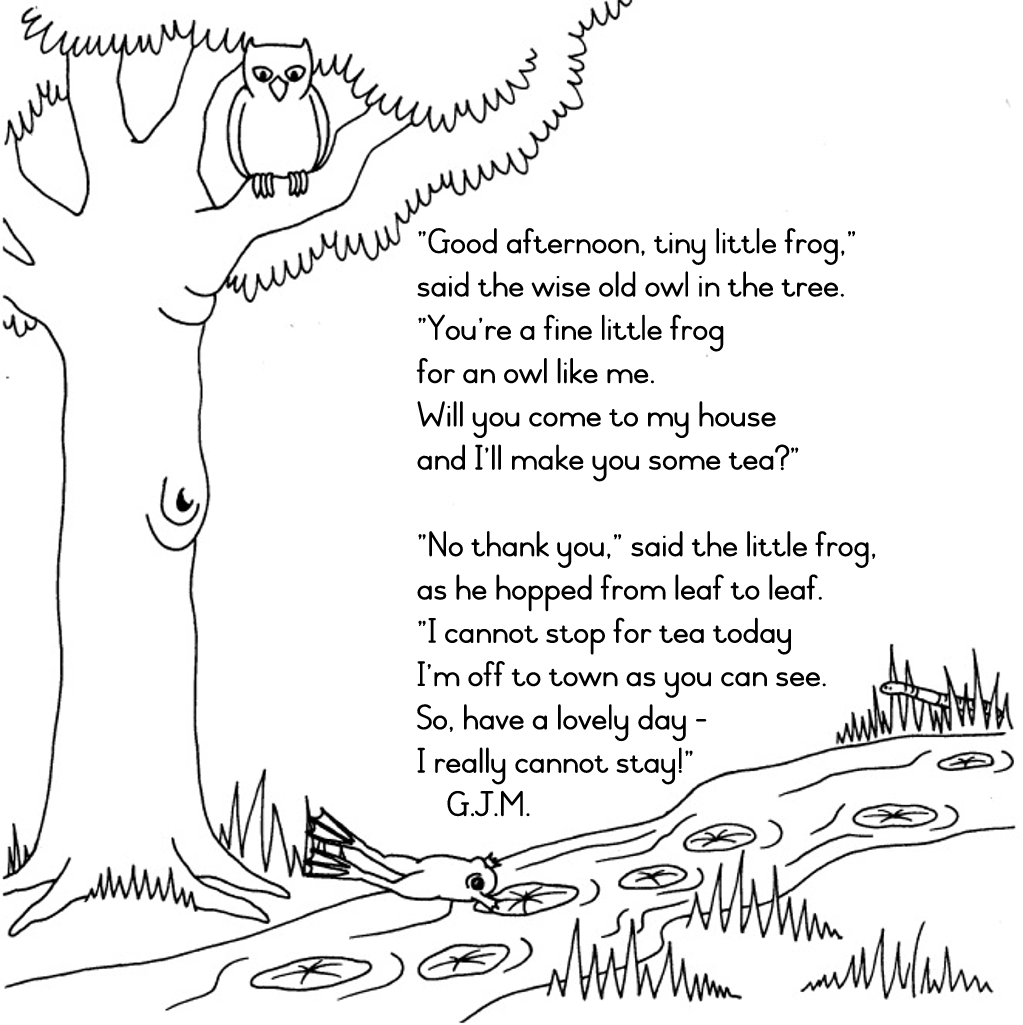 "Good afternoon, tiny little frog,"
said the wise old owl in the tree.
"You're a fine little frog
for an owl like me.
Will you come to my house
and I'll make you some tea?"
"No thank you," said the little frog,
as he hopped from leaf to leaf.
"I cannot stop for tea today
I'm off to town as you can see.
So, have a lovely day -
I really cannot stay!"
G.J.M.